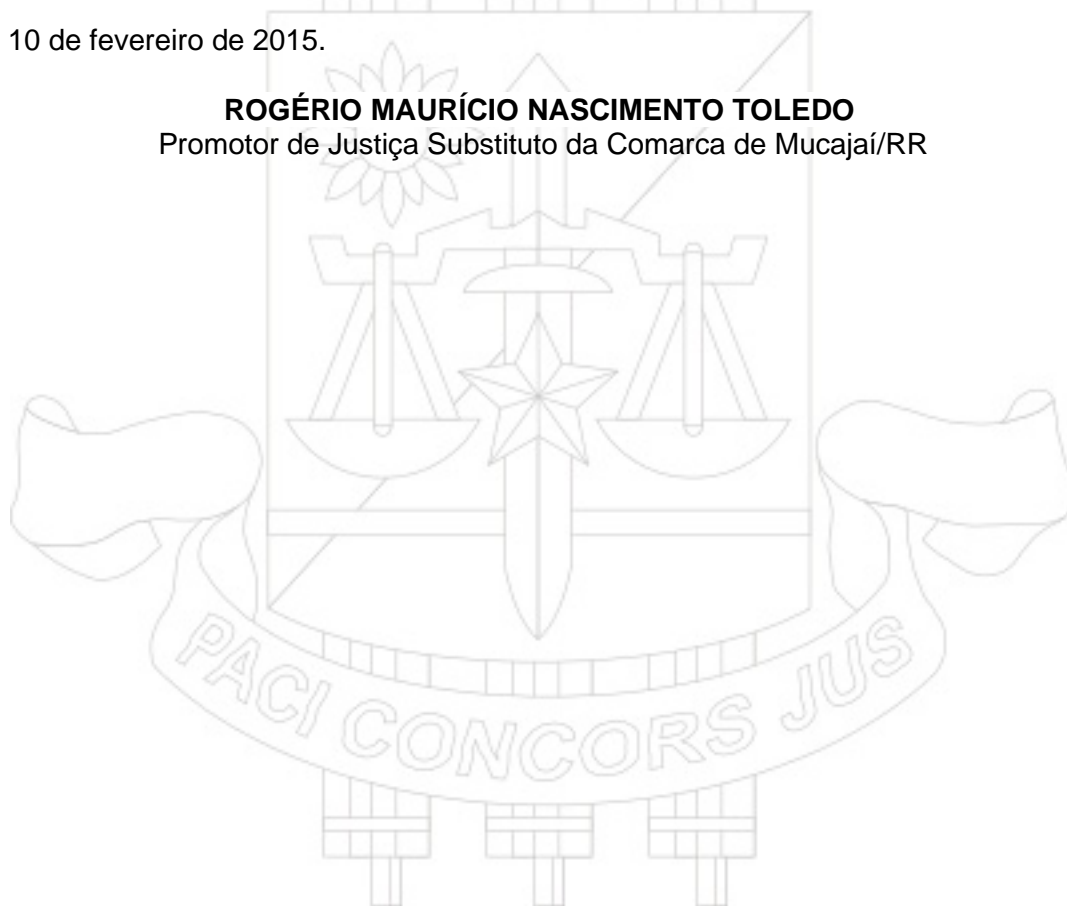 10 de fevereiro de 2015.
ROGÉRIO MAURÍCIO NASCIMENTO TOLEDO
Promotor de Justiça Substituto da Comarca de Mucajaí/RR
PACI CONCORS JUS